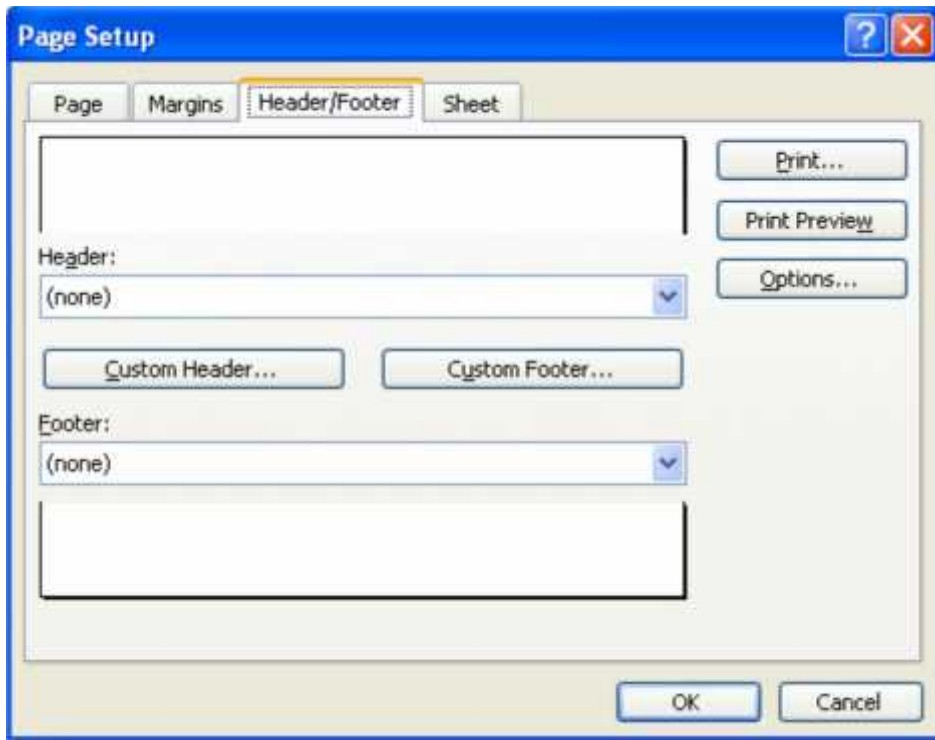 Page Setup
?
Page Margins Header/Footer Sheet
Print...
Print Preview
Header:
(none)
Options...
Custom Header... Custom Footer...
Footer:
(none)
OK Cancel